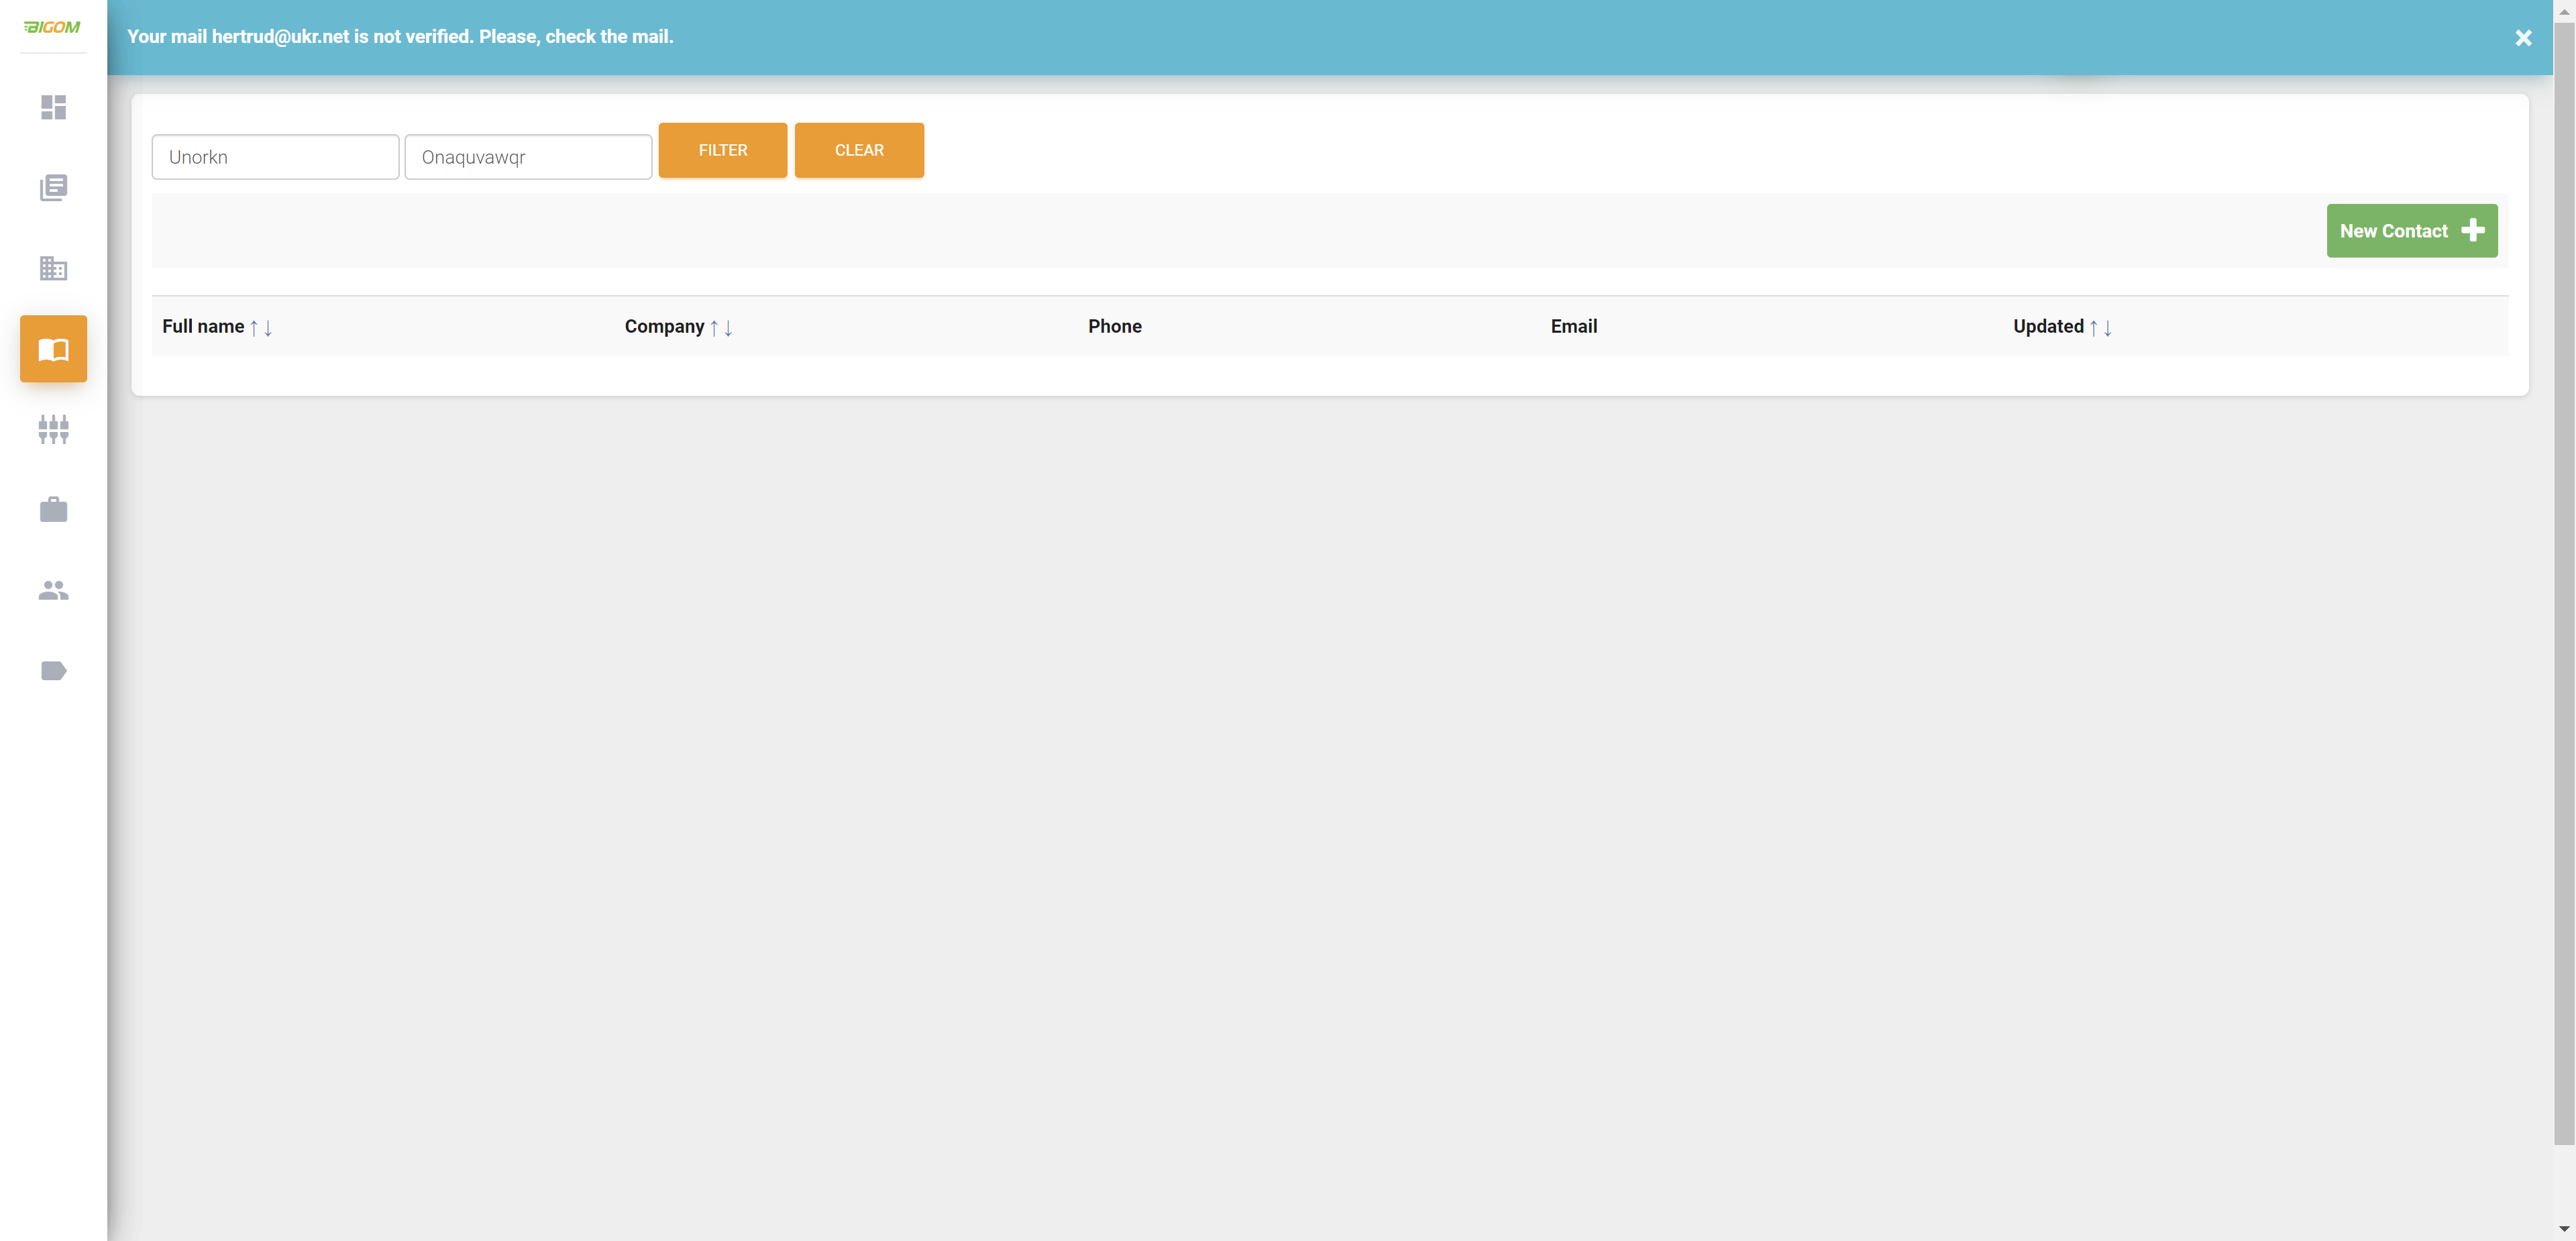 BIGOM
Your mail hertrud@ukr.net is not verified. Please, check the mail.
Unorkn Onaquvawqr FILTER CLEAR
New Contact
Full name ↑↓ Company ↑↓ Phone Email Updated ↑↓